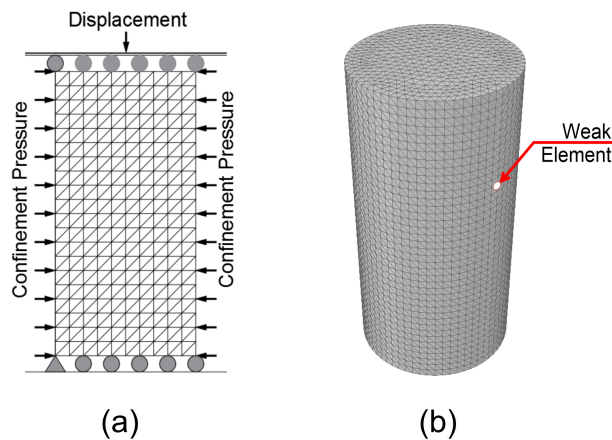 Displacement
Confinement Pressure
Confinement Pressure
Weak
Element
(a)
(b)